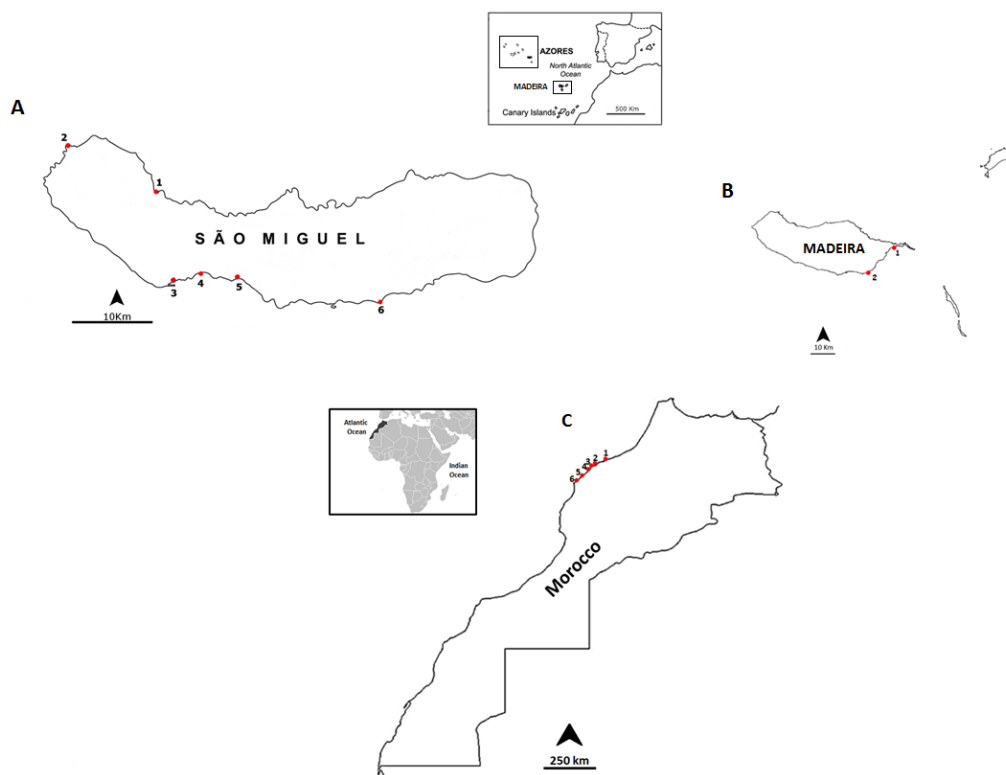 AZORES
North Atlantic
Ocean
MADEIRA
Canary Islands
500 Km
A
2
1
SÃO MIGUEL
3
4
5
6
10Km
B
MADEIRA
1
2
10 Km
Atlantic
Ocean
Indian
Ocean
C
1
2
3
4
5
6
Morocco
250 km